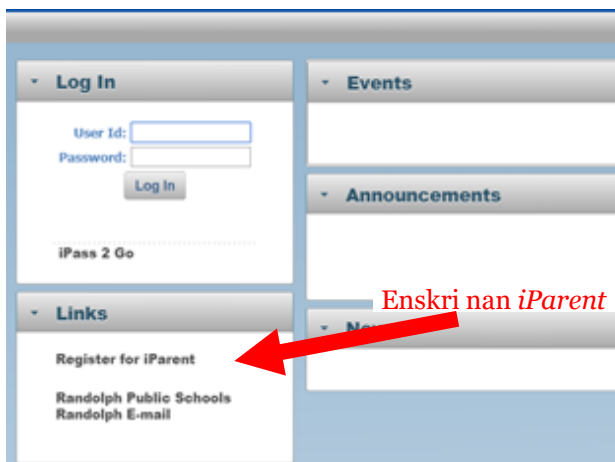 Log In
User Id:
Password:
Log In
iPass 2 Go
Links
Register for iParent
Randolph Public Schools
Randolph E-mail
Events
Announcements
Enskri nan iParent